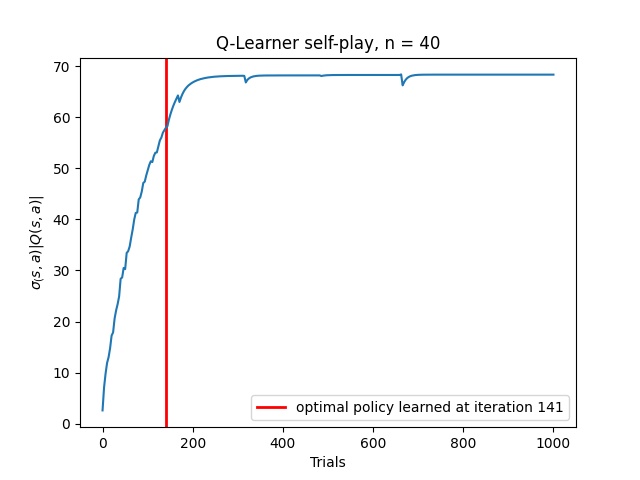 Q-Learner self-play, n = 40
σ(s, a)|Q(s, a)|
70
60
50
40
30
20
10
0
optimal policy learned at iteration 141
0 200 400 600 800 1000
Trials